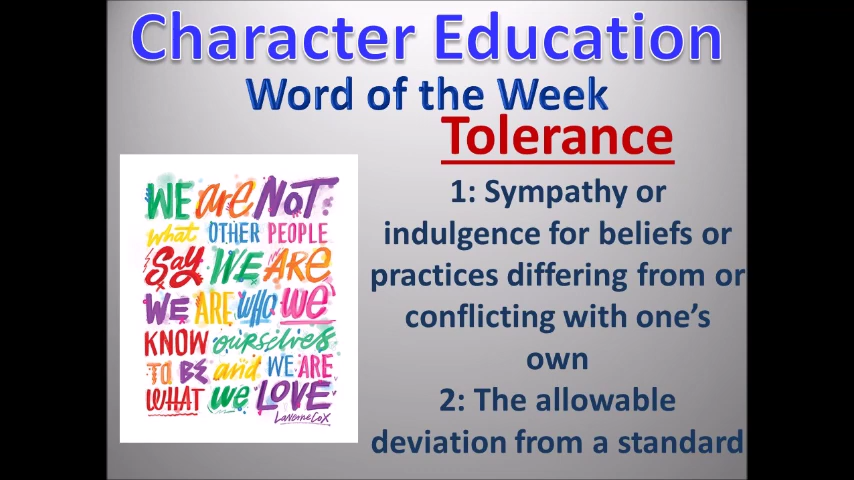 Character Education
Word of the Week
Tolerance
WE are NOT
what OTHER PEOPLE
Say WE ARE
WE ARE WHO we
KNOW ourselves
TO BE and WE ARE
WHAT we LOVE
LaverneCox
1: Sympathy or
indulgence for beliefs or
practices differing from or
conflicting with one's
own
2: The allowable
deviation from a standard